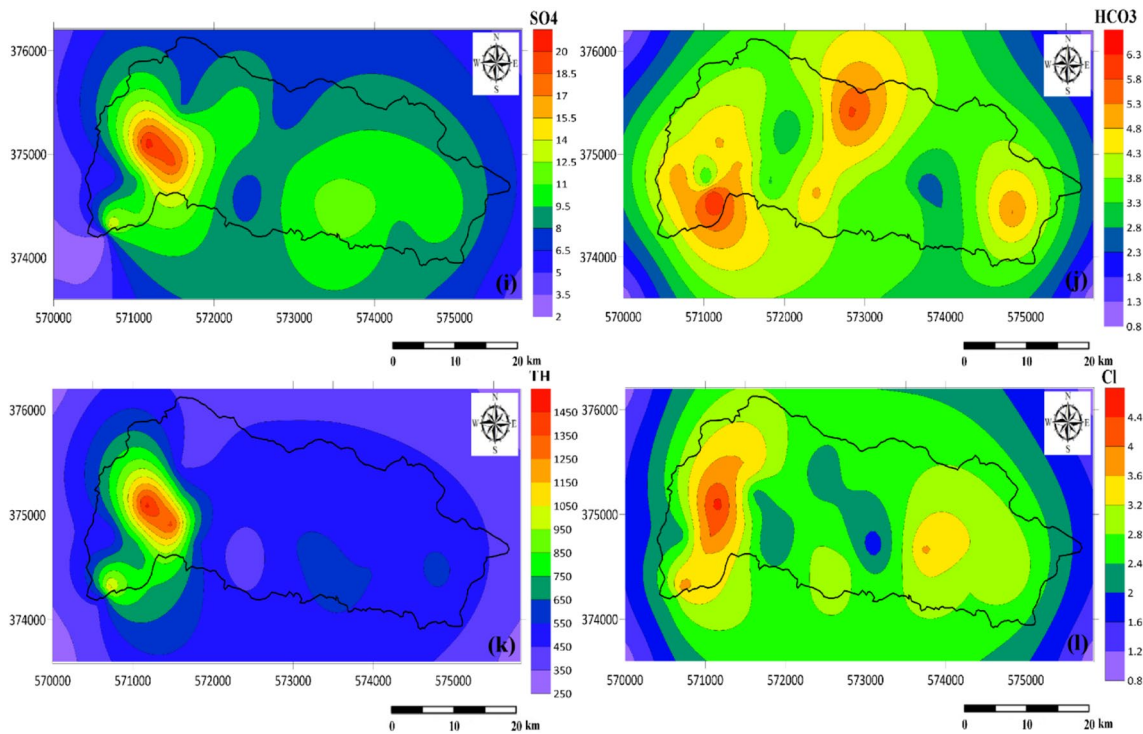 SO4
376000
375000
374000
N
W E
S
20
18.5
17
15.5
14
12.5
11
9.5
8
6.5
5
3.5
2
(i)
570000 571000 572000 573000 574000 575000
0 10 20 km
HCO3
376000
375000
374000
N
W E
S
6.3
5.8
5.3
4.8
4.3
3.8
3.3
2.8
2.3
1.8
1.3
0.8
(j)
570000 571000 572000 573000 574000 575000
0 10 20 km
TH
376000
375000
374000
N
W E
S
1450
1350
1250
1150
1050
950
850
750
650
550
450
350
250
(k)
570000 571000 572000 573000 574000 575000
0 10 20 km
Cl
376000
375000
374000
N
W E
S
4.4
4
3.6
3.2
2.8
2.4
2
1.6
1.2
0.8
(l)
570000 571000 572000 573000 574000 575000
0 10 20 km